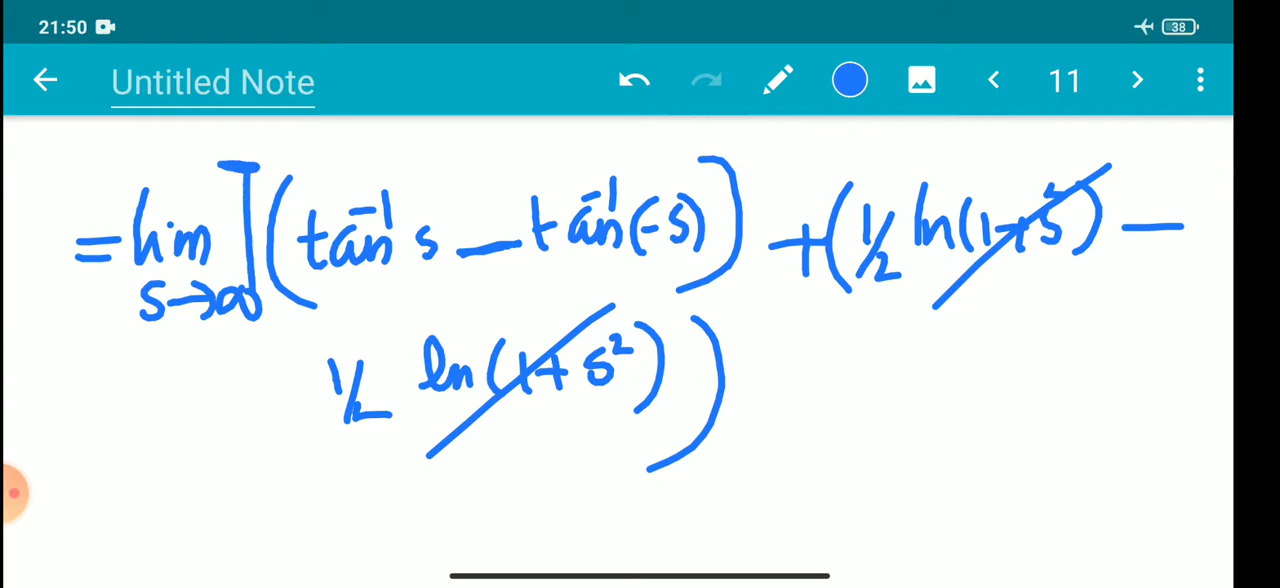 21:50 38
Untitled Note 11
= lim s→∞ [(tan⁻¹ s — tan⁻¹(-s)) + (1/2 ln(1+s²) —
1/2 ln(1+s²))